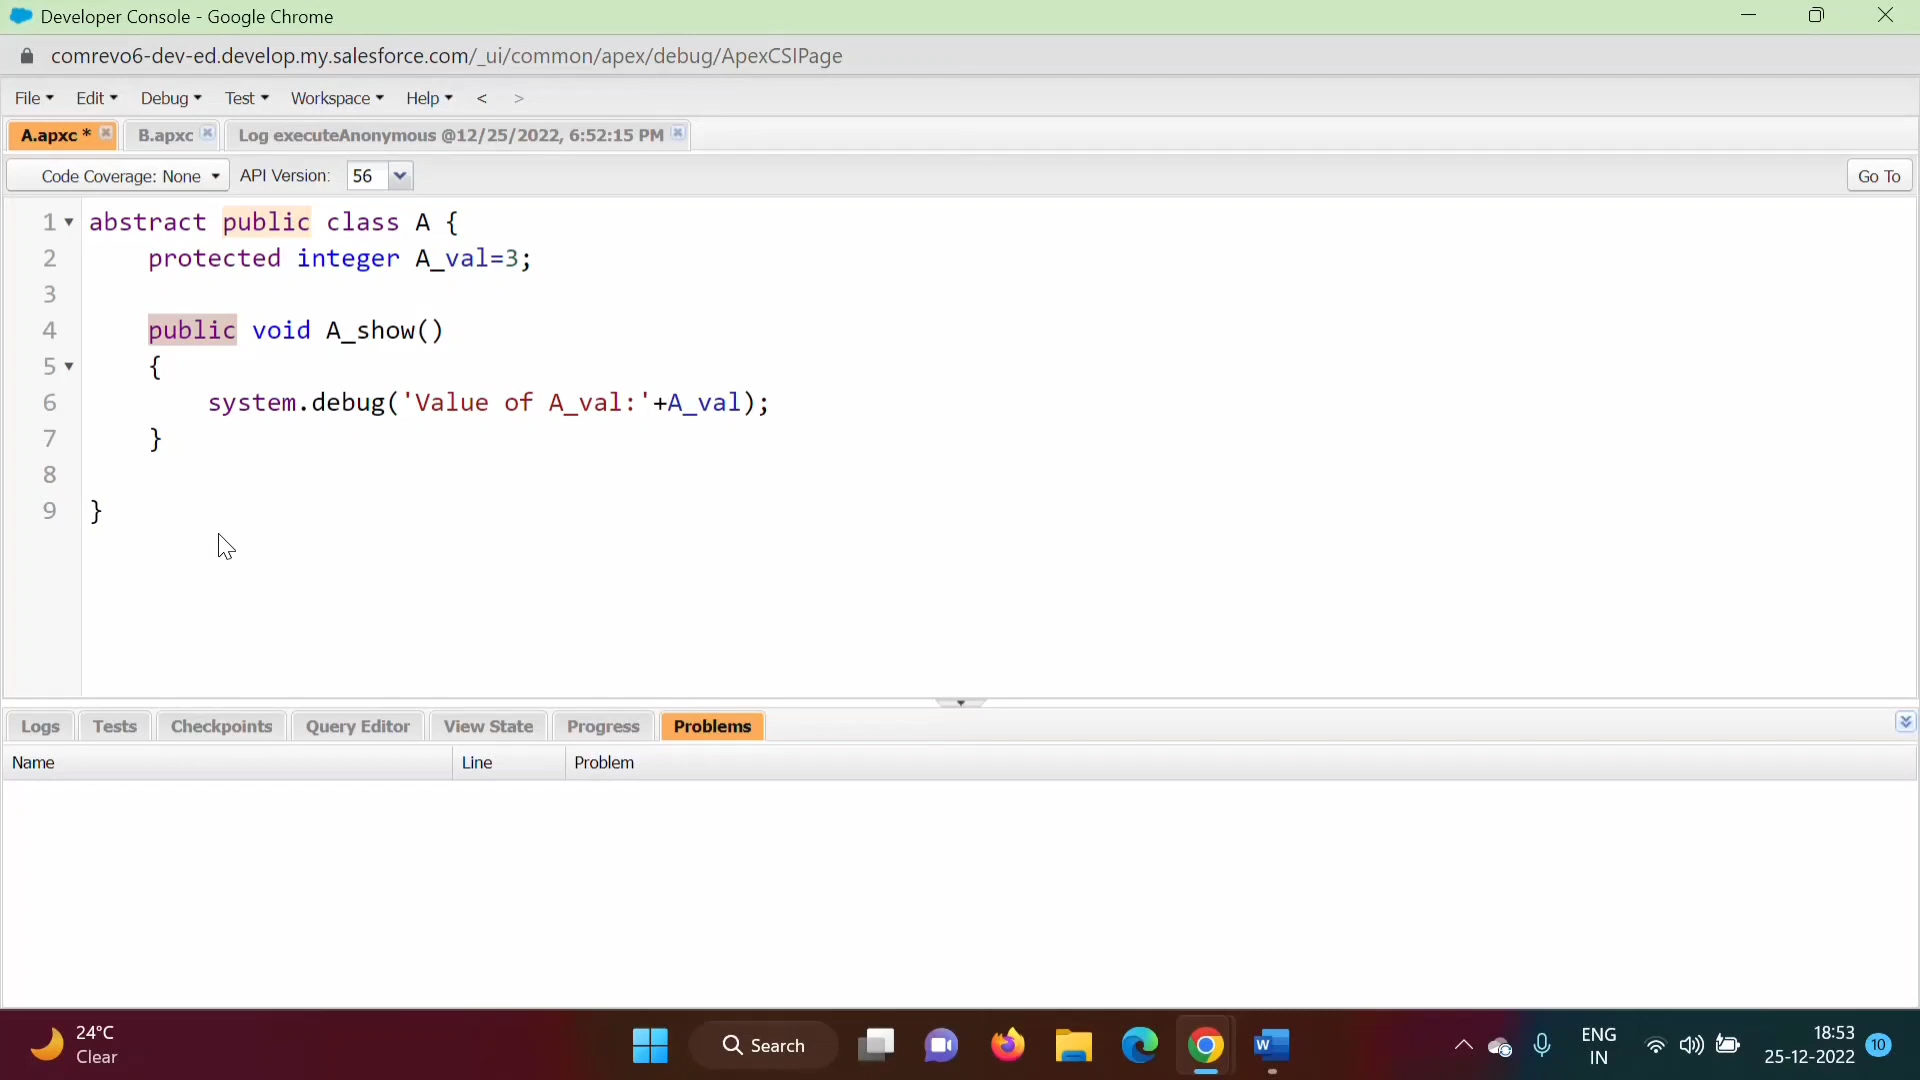 Developer Console - Google Chrome
comrevo6-dev-ed.develop.my.salesforce.com/_ui/common/apex/debug/ApexCSIPage
File Edit Debug Test Workspace Help < >
A.apxc * B.apxc Log executeAnonymous @12/25/2022, 6:52:15 PM
Code Coverage: None API Version: 56 Go To
1 abstract public class A {
2 protected integer A_val=3;
3
4 public void A_show()
5 {
6 system.debug('Value of A_val:'+A_val);
7 }
8
9 }
Logs Tests Checkpoints Query Editor View State Progress Problems
Name Line Problem
24°C
Clear
Search
ENG
IN
18:53
25-12-2022
10